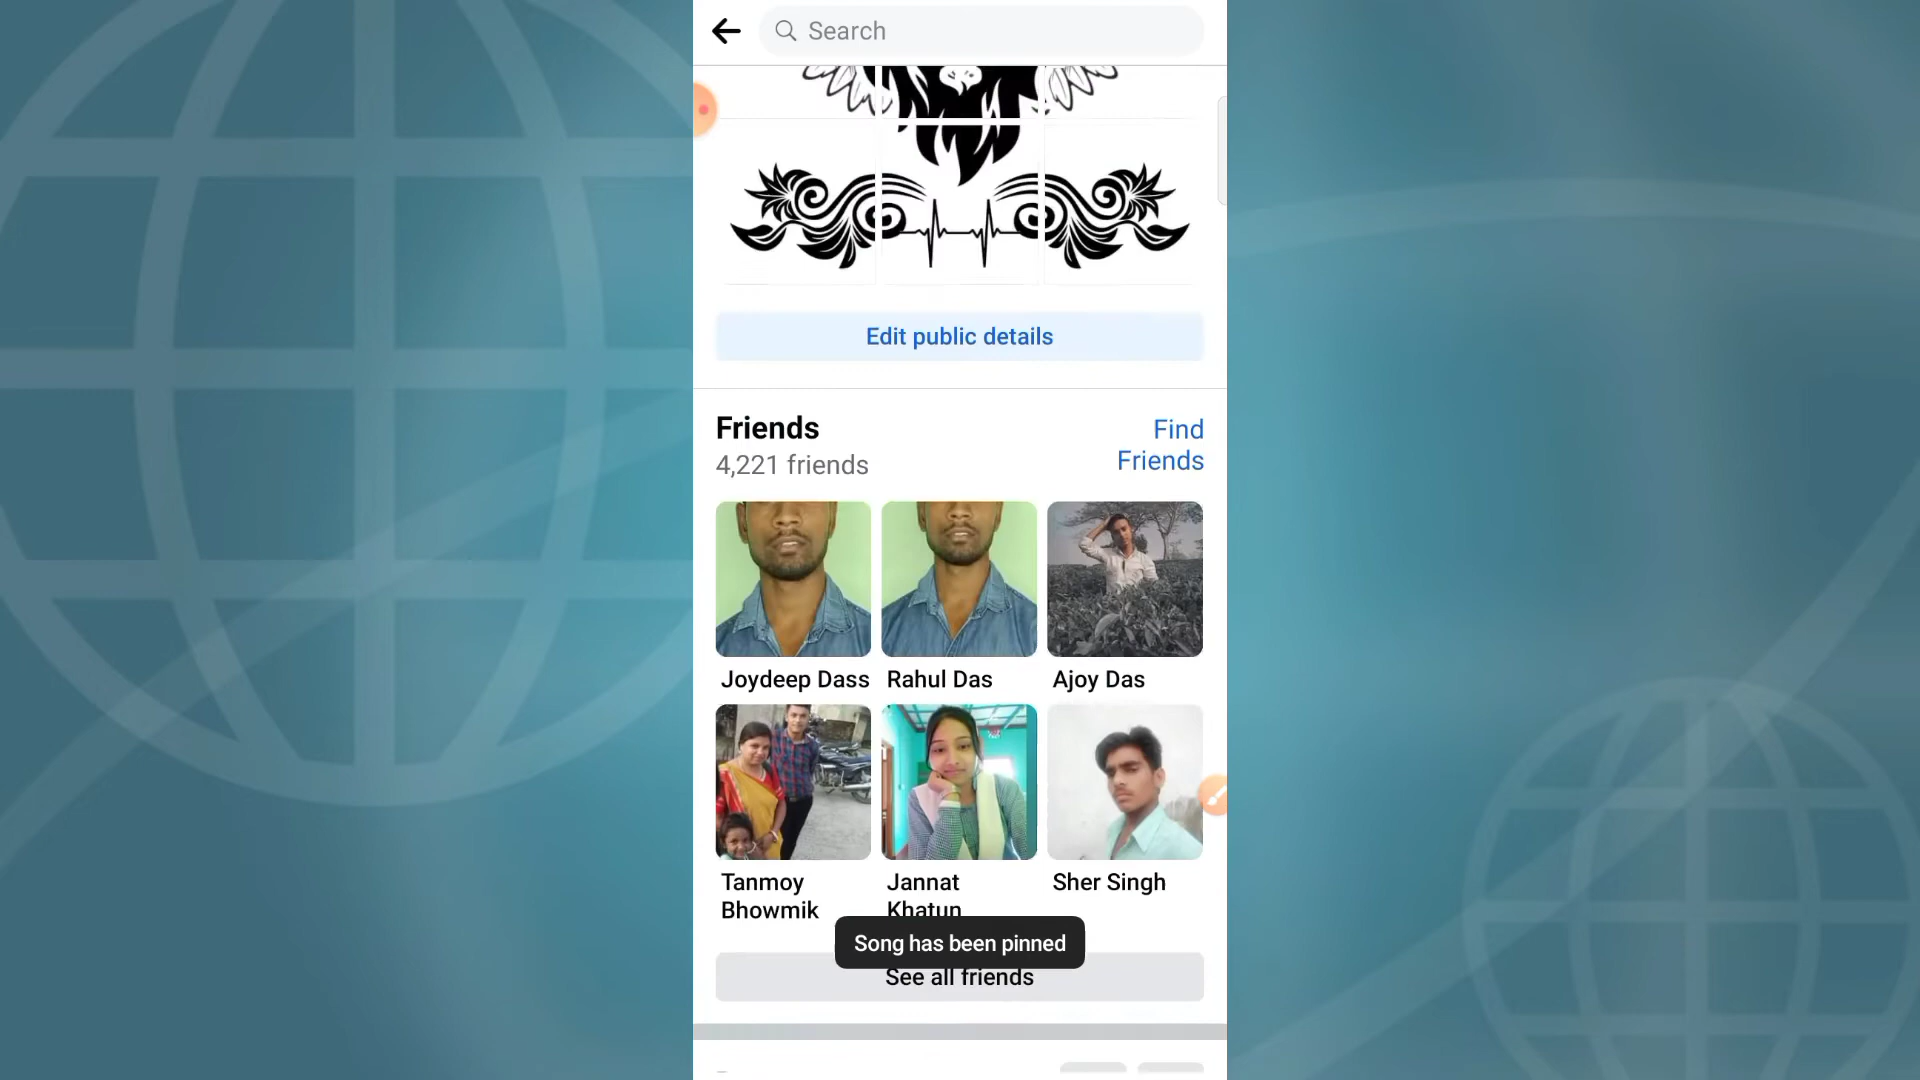 Search
Edit public details
Friends
Find
Friends
4,221 friends
Joydeep Dass
Rahul Das
Ajoy Das
Tanmoy
Bhowmik
Jannat
Khatun
Sher Singh
Song has been pinned
See all friends